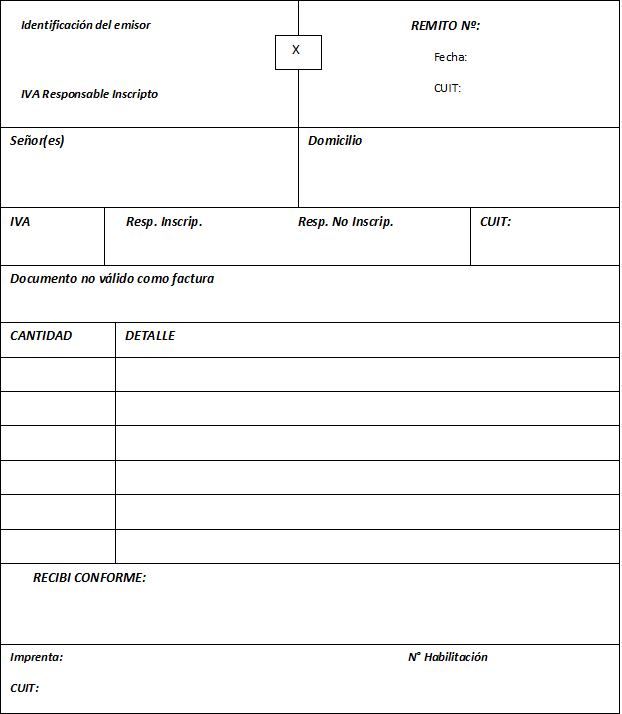 Identificación del emisor
X
REMITO Nº:
Fecha:
CUIT:
IVA Responsable Inscripto
Señor(es)
Domicilio
IVA
Resp. Inscrip.
Resp. No Inscrip.
CUIT:
Documento no válido como factura
CANTIDAD
DETALLE
RECIBI CONFORME:
Imprenta:
N° Habilitación
CUIT: